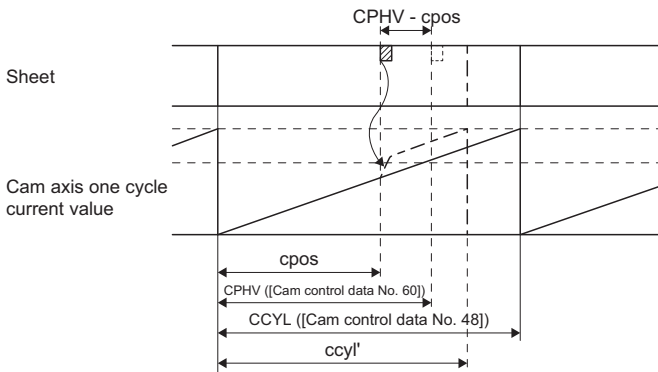 CPHV - cpos
Sheet
Cam axis one cycle
current value
cpos
CPHV ([Cam control data No. 60])
CCYL ([Cam control data No. 48])
ccyl'